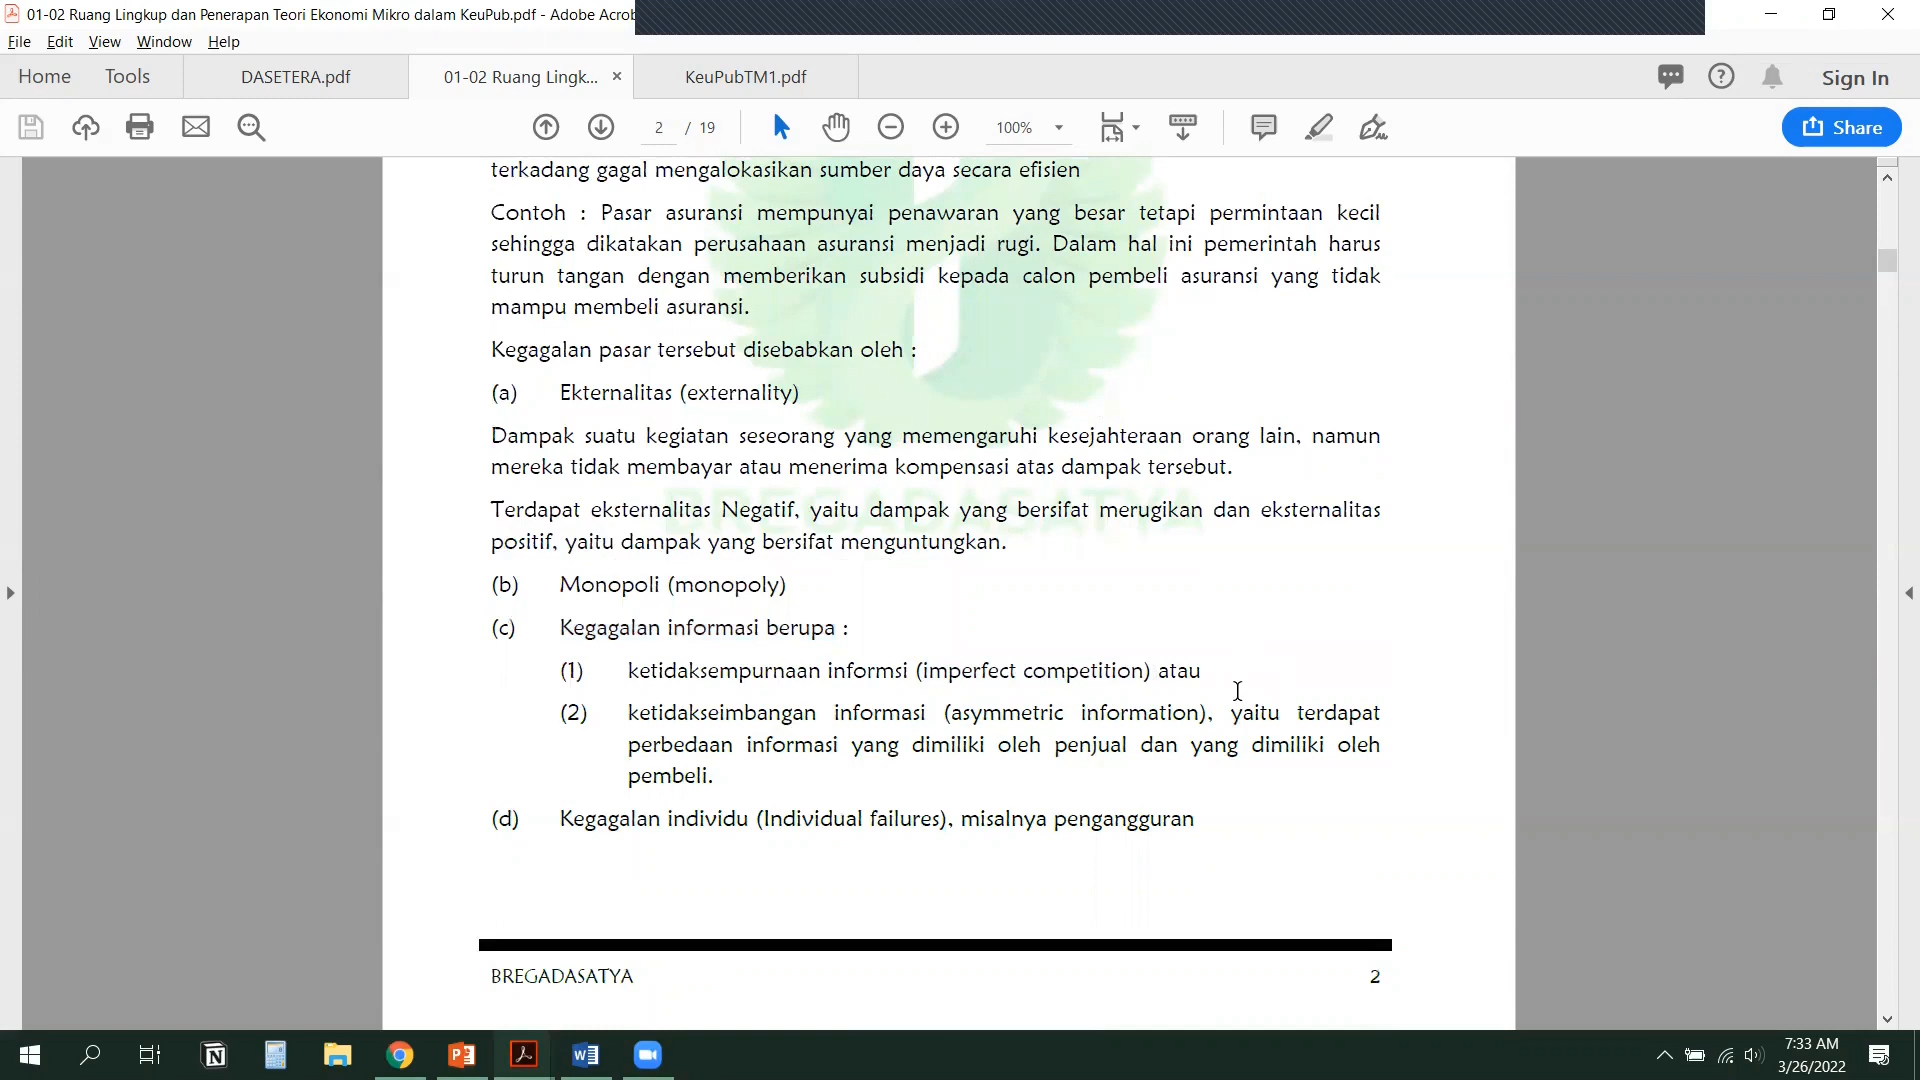 01-02 Ruang Lingkup dan Penerapan Teori Ekonomi Mikro dalam KeuPub.pdf - Adobe Acrob
File Edit View Window Help
Home Tools DASETERA.pdf 01-02 Ruang Lingk... KeuPubTM1.pdf Sign In
2 / 19 100% Share
terkadang gagal mengalokasikan sumber daya secara efisien
Contoh : Pasar asuransi mempunyai penawaran yang besar tetapi permintaan kecil
sehingga dikatakan perusahaan asuransi menjadi rugi. Dalam hal ini pemerintah harus
turun tangan dengan memberikan subsidi kepada calon pembeli asuransi yang tidak
mampu membeli asuransi.
Kegagalan pasar tersebut disebabkan oleh :
(a) Ekternalitas (externality)
Dampak suatu kegiatan seseorang yang memengaruhi kesejahteraan orang lain, namun
mereka tidak membayar atau menerima kompensasi atas dampak tersebut.
BREGADASATYA
Terdapat eksternalitas Negatif, yaitu dampak yang bersifat merugikan dan eksternalitas
positif, yaitu dampak yang bersifat menguntungkan.
(b) Monopoli (monopoly)
(c) Kegagalan informasi berupa :
(1) ketidaksempurnaan informsi (imperfect competition) atau
(2) ketidakseimbangan informasi (asymmetric information), yaitu terdapat
perbedaan informasi yang dimiliki oleh penjual dan yang dimiliki oleh
pembeli.
(d) Kegagalan individu (Individual failures), misalnya pengangguran
BREGADASATYA 2
7:33 AM
3/26/2022